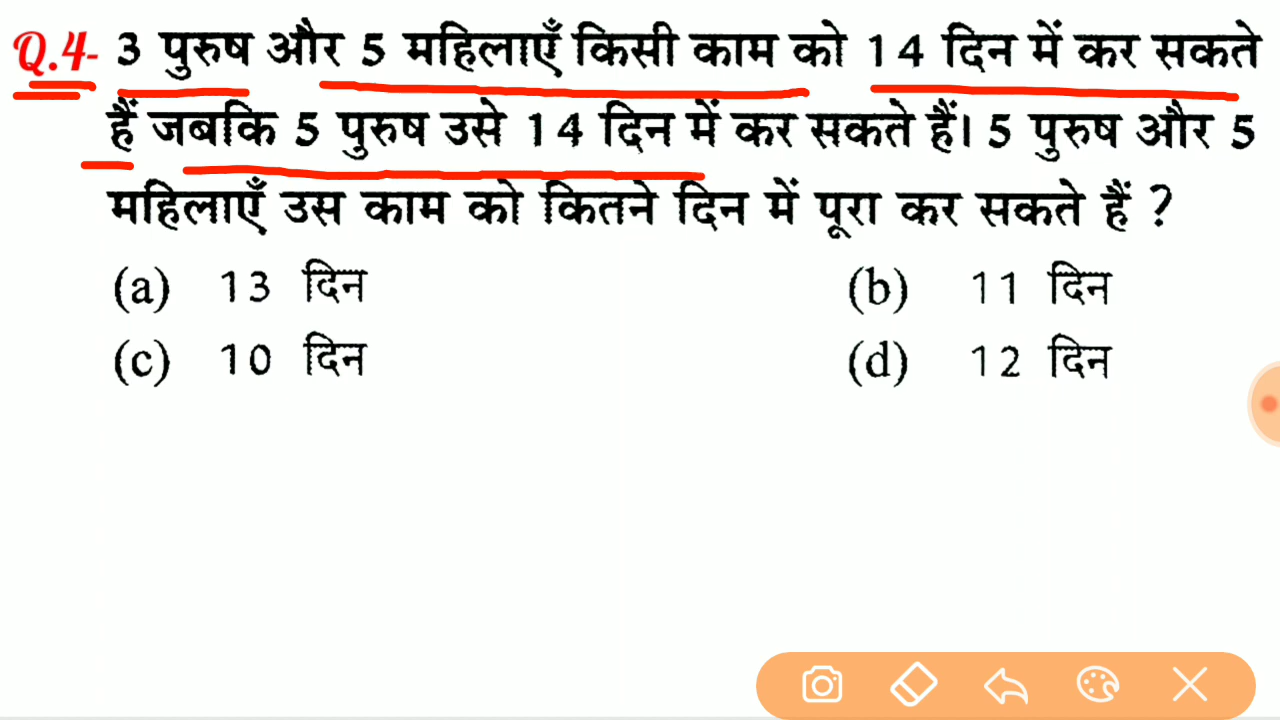 Q.4- 3 पुरुष और 5 महिलाएँ किसी काम को 14 दिन में कर सकते
हैं जबकि 5 पुरुष उसे 14 दिन में कर सकते हैं। 5 पुरुष और 5
महिलाएँ उस काम को कितने दिन में पूरा कर सकते हैं ?
(a) 13 दिन (b) 11 दिन
(c) 10 दिन (d) 12 दिन